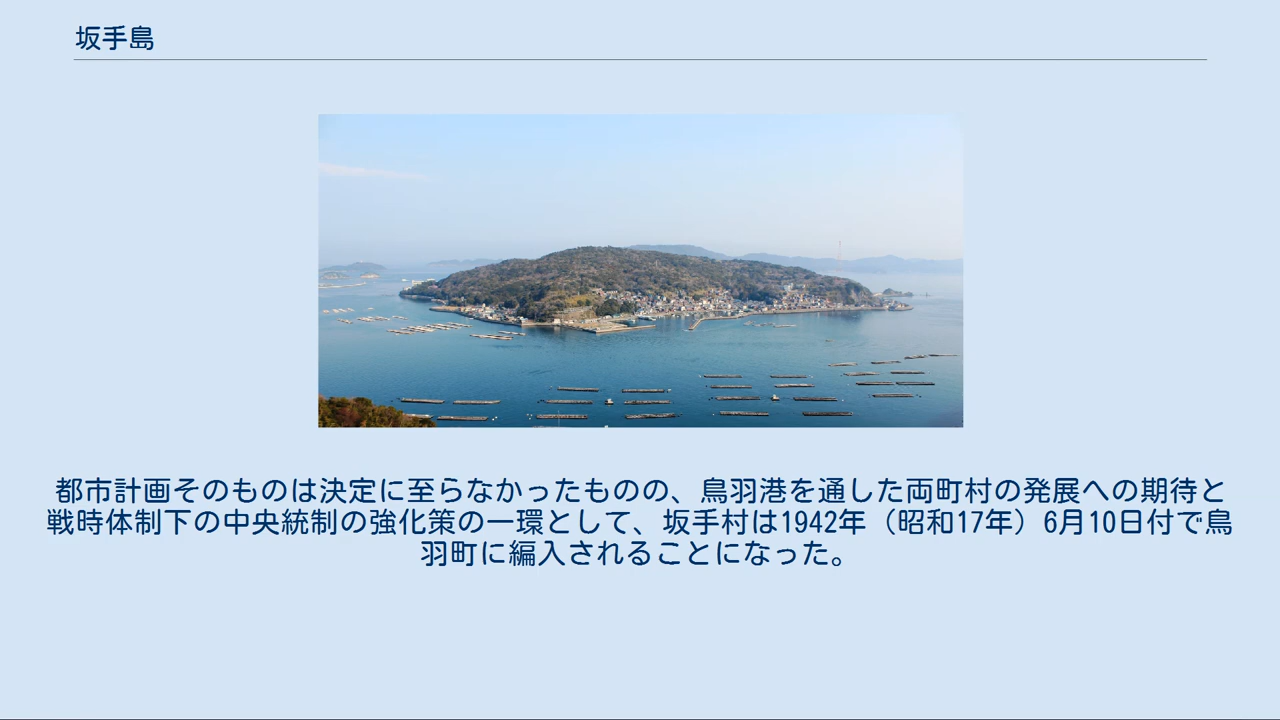 坂手島
都市計画そのものは決定に至らなかったものの、鳥羽港を通した両町村の発展への期待と
戦時体制下の中央統制の強化策の一環として、坂手村は1942年（昭和17年）6月10日付で鳥
羽町に編入されることになった。